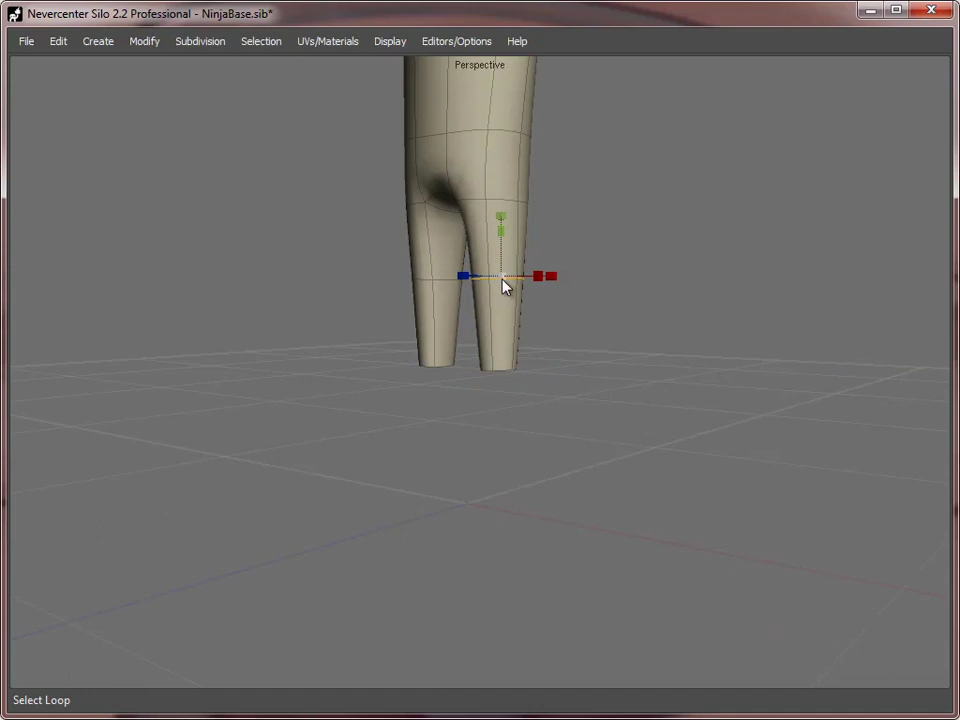 Nevercenter Silo 2.2 Professional - NinjaBase.sib*
File Edit Create Modify Subdivision Selection UVs/Materials Display Editors/Options Help
Perspective
Select Loop